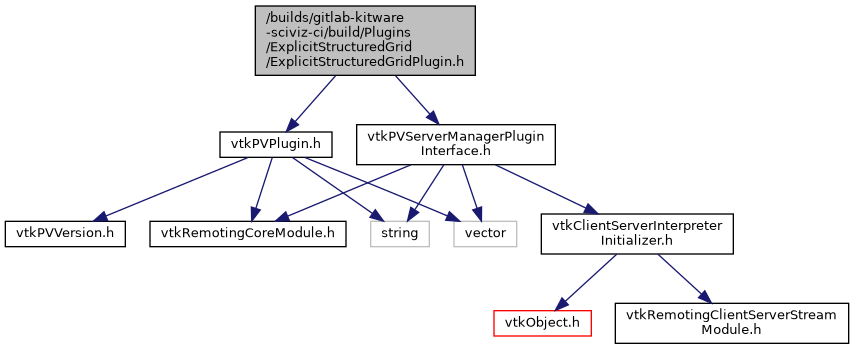 /builds/gitlab-kitware
-sciviz-ci/build/Plugins
/ExplicitStructuredGrid
/ExplicitStructuredGridPlugin.h
vtkPVPlugin.h
vtkPVServerManagerPlugin
Interface.h
vtkPVVersion.h
vtkRemotingCoreModule.h
string
vector
vtkClientServerInterpreter
Initializer.h
vtkObject.h
vtkRemotingClientServerStream
Module.h